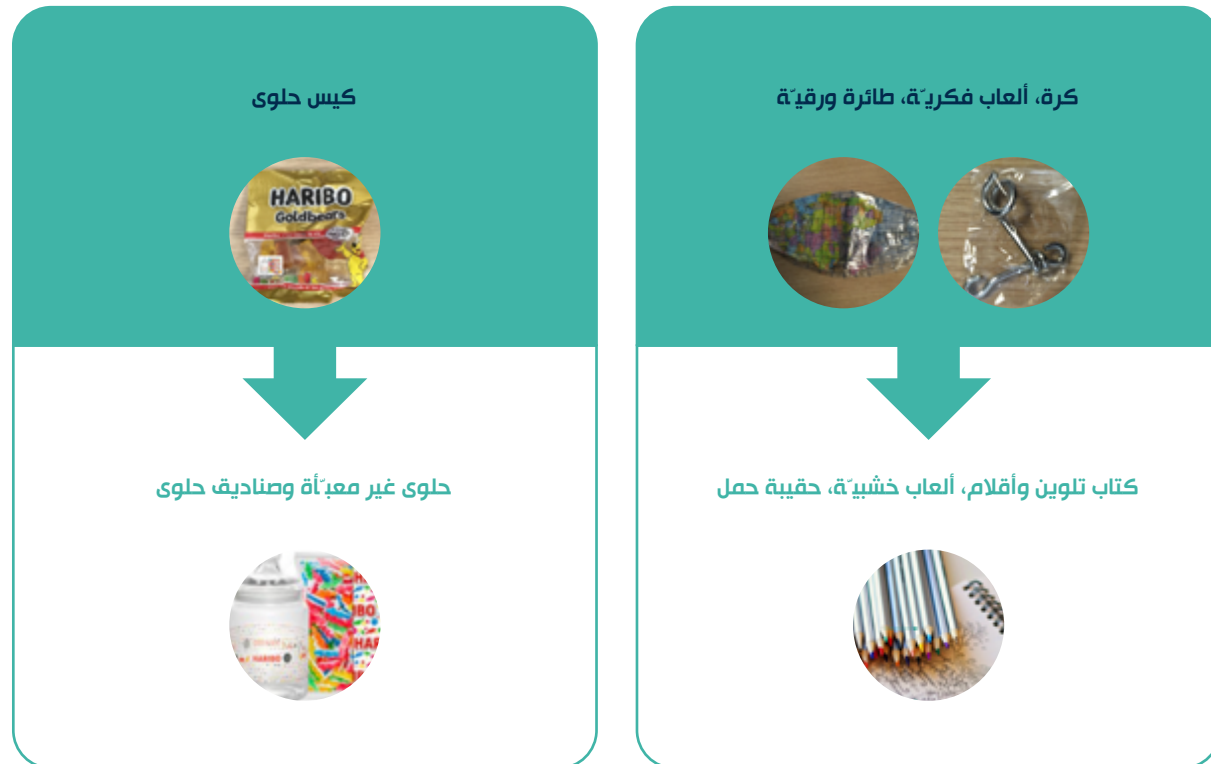 كرة، ألعاب فكريّة، طائرة ورقيّة
كتاب تلوين وأقلام، ألعاب خشبيّة، حقيبة حمل
كيس حلوى
HARIBO
Goldbears
حلوى غير معبّأة وصناديق حلوى
HARIBO